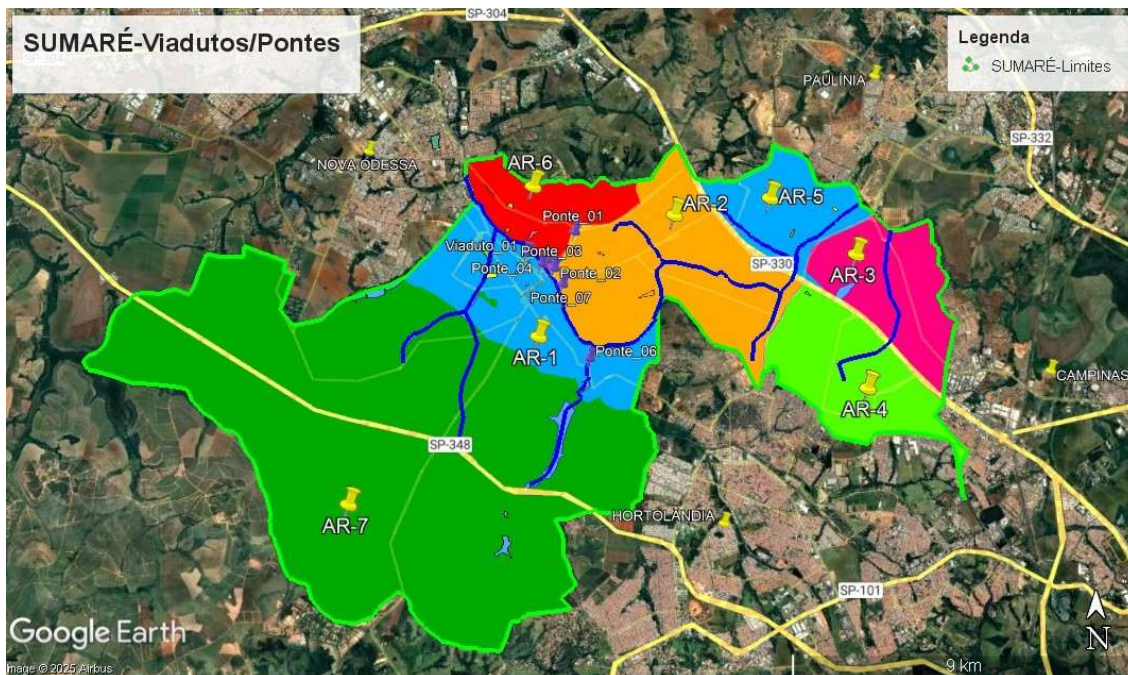 SUMARÉ-Viadutos/Pontes
SP-304
Legenda
SUMARÉ-Limites
PAULÍNIA
SP-332
NOVA ODESSA
AR-6
AR-2
AR-5
Ponte_01
Viaduto_01
Ponte_03
AR-3
Ponte_04
Ponte_02
SP-330
Ponte_07
AR-1
Ponte_06
CAMPINAS
AR-4
SP-348
AR-7
HORTOLÂNDIA
SP-101
Google Earth
N
Image © 2025 Airbus
9 km